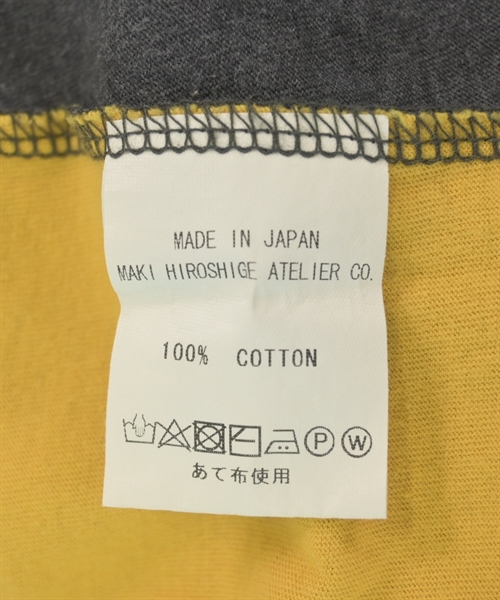 MADE IN JAPAN
MAKI HIROSHIGE ATELIER CO.
100% COTTON
P W
あて布使用